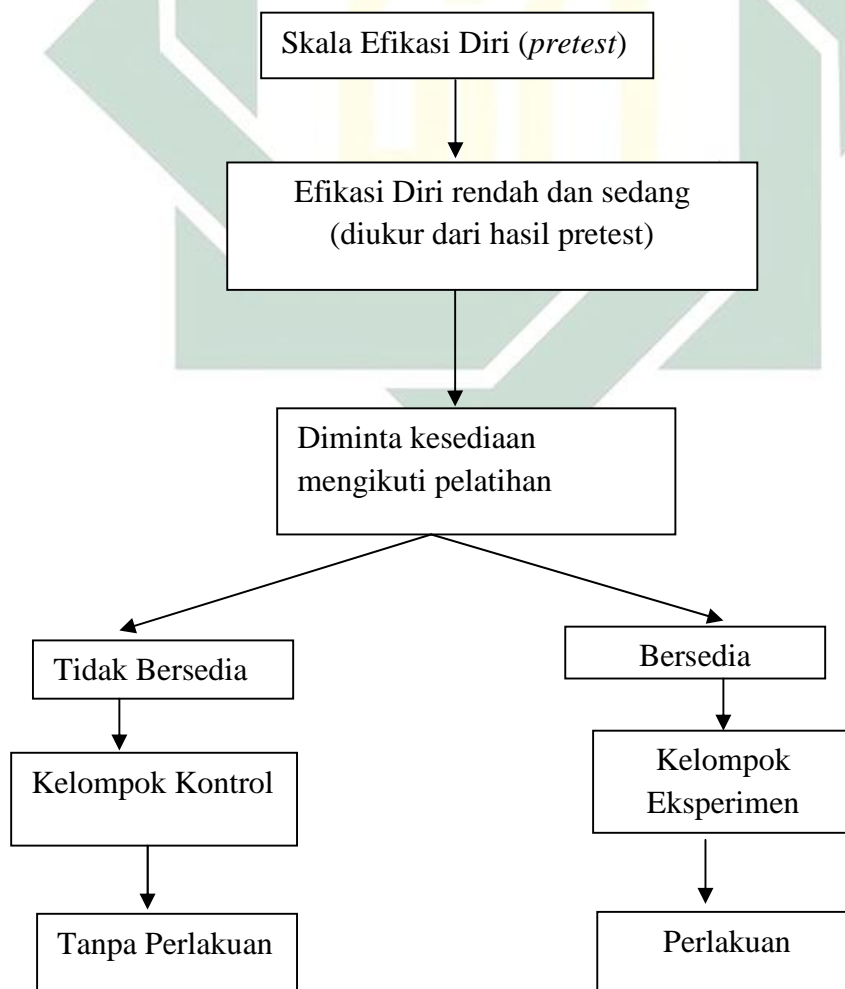 Skala Efikasi Diri (pretest)
Efikasi Diri rendah dan sedang
(diukur dari hasil pretest)
Diminta kesediaan
mengikuti pelatihan
Tidak Bersedia
Bersedia
Kelompok Kontrol
Kelompok
Eksperimen
Tanpa Perlakuan
Perlakuan